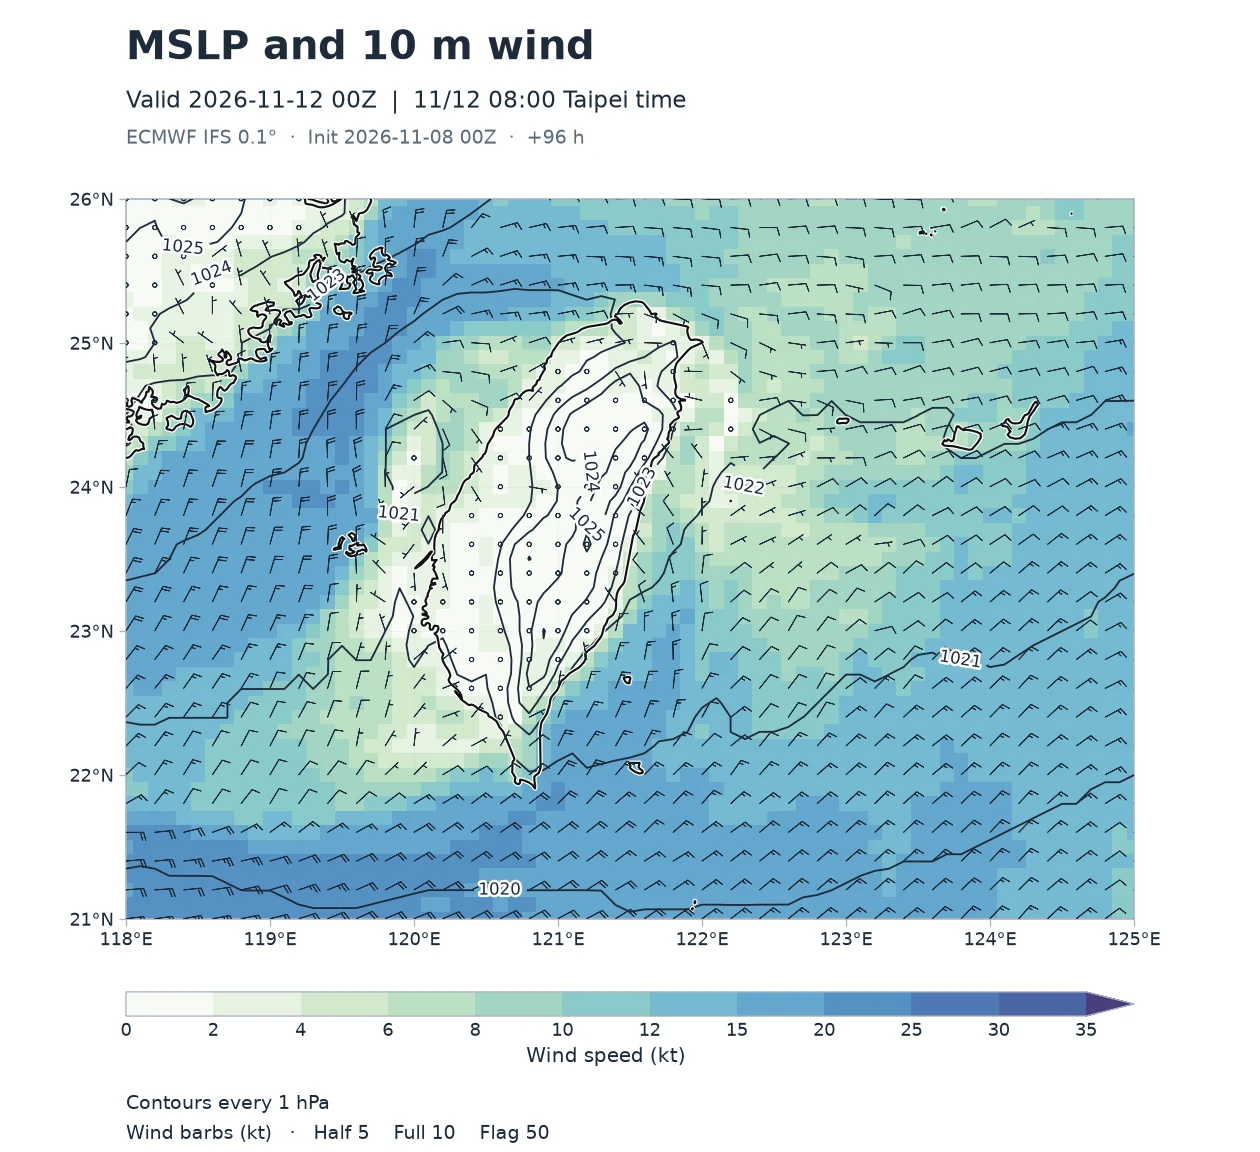 MSLP and 10 m wind
Valid 2026-11-12 00Z | 11/12 08:00 Taipei time
ECMWF IFS 0.1° · Init 2026-11-08 00Z · +96 h
26°N
25°N
24°N
23°N
22°N
21°N
1025
1024
1023
1021
1024
1025
1023
1022
1021
1020
118°E 119°E 120°E 121°E 122°E 123°E 124°E 125°E
0 2 4 6 8 10 12 15 20 25 30 35
Wind speed (kt)
Contours every 1 hPa
Wind barbs (kt) · Half 5 Full 10 Flag 50